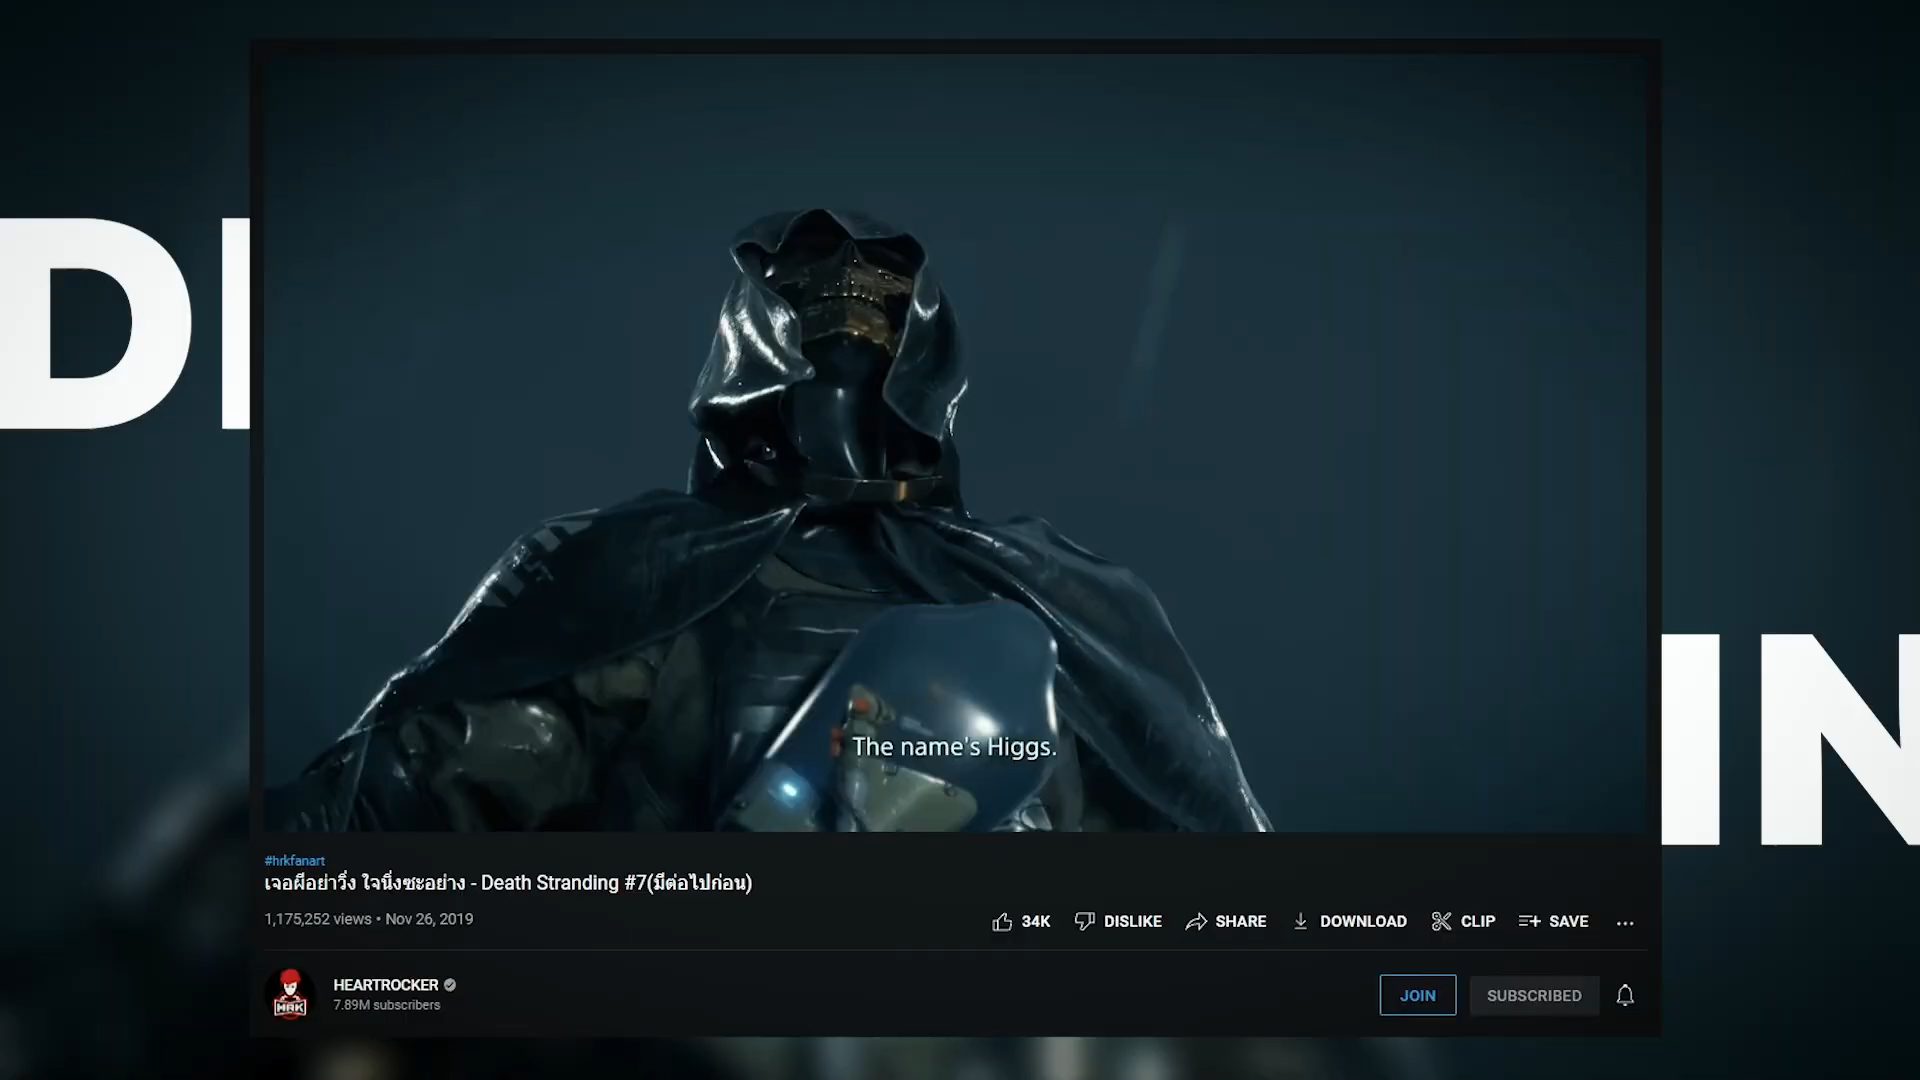 DI
IN
The name's Higgs.
#hrkfanart
เจอผีอย่าวิ่ง ใจนิ่งซะอย่าง - Death Stranding #7(มีต่อไปก่อน)
1,175,252 views • Nov 26, 2019
34K DISLIKE SHARE DOWNLOAD CLIP SAVE ...
HRK
HEARTROCKER
7.89M subscribers
JOIN SUBSCRIBED